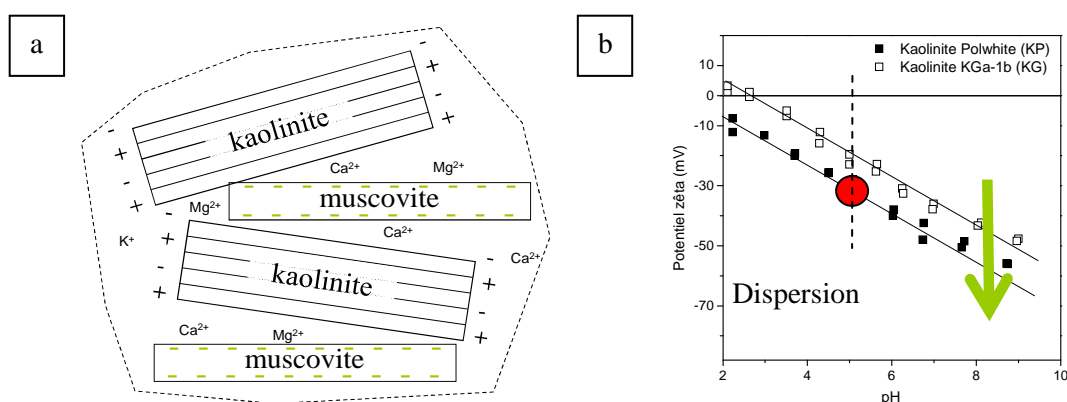 a
-
+
-
+
kaolinite
-
+
-
+
Ca²⁺ Mg²⁺
muscovite
Mg²⁺
Ca²⁺
K⁺
-
+
-
+
kaolinite
-
+
-
+
Ca²⁺
Ca²⁺ Mg²⁺
muscovite
b
Kaolinite Polwhite (KP)
Kaolinite KGa-1b (KG)
Potentiel zêta (mV)
20
0
-10
-30
-50
-70
Dispersion
2 4 6 8 10
pH